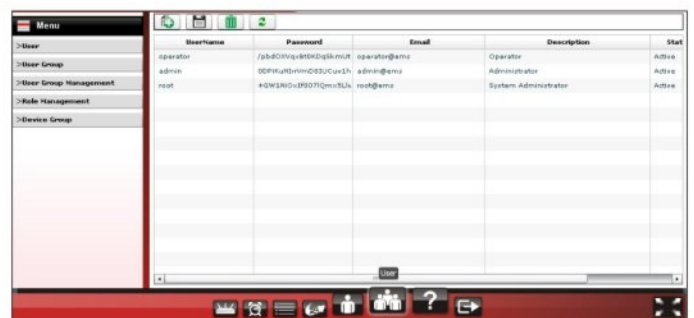 Menu
>User
>User Group
>User Group Management
>Role Management
>Device Group
UserName Password Email Description Stat
operator operator@ems Operator Active
admin admin@ems Administrator Active
root root@ems System Administrator Active
User